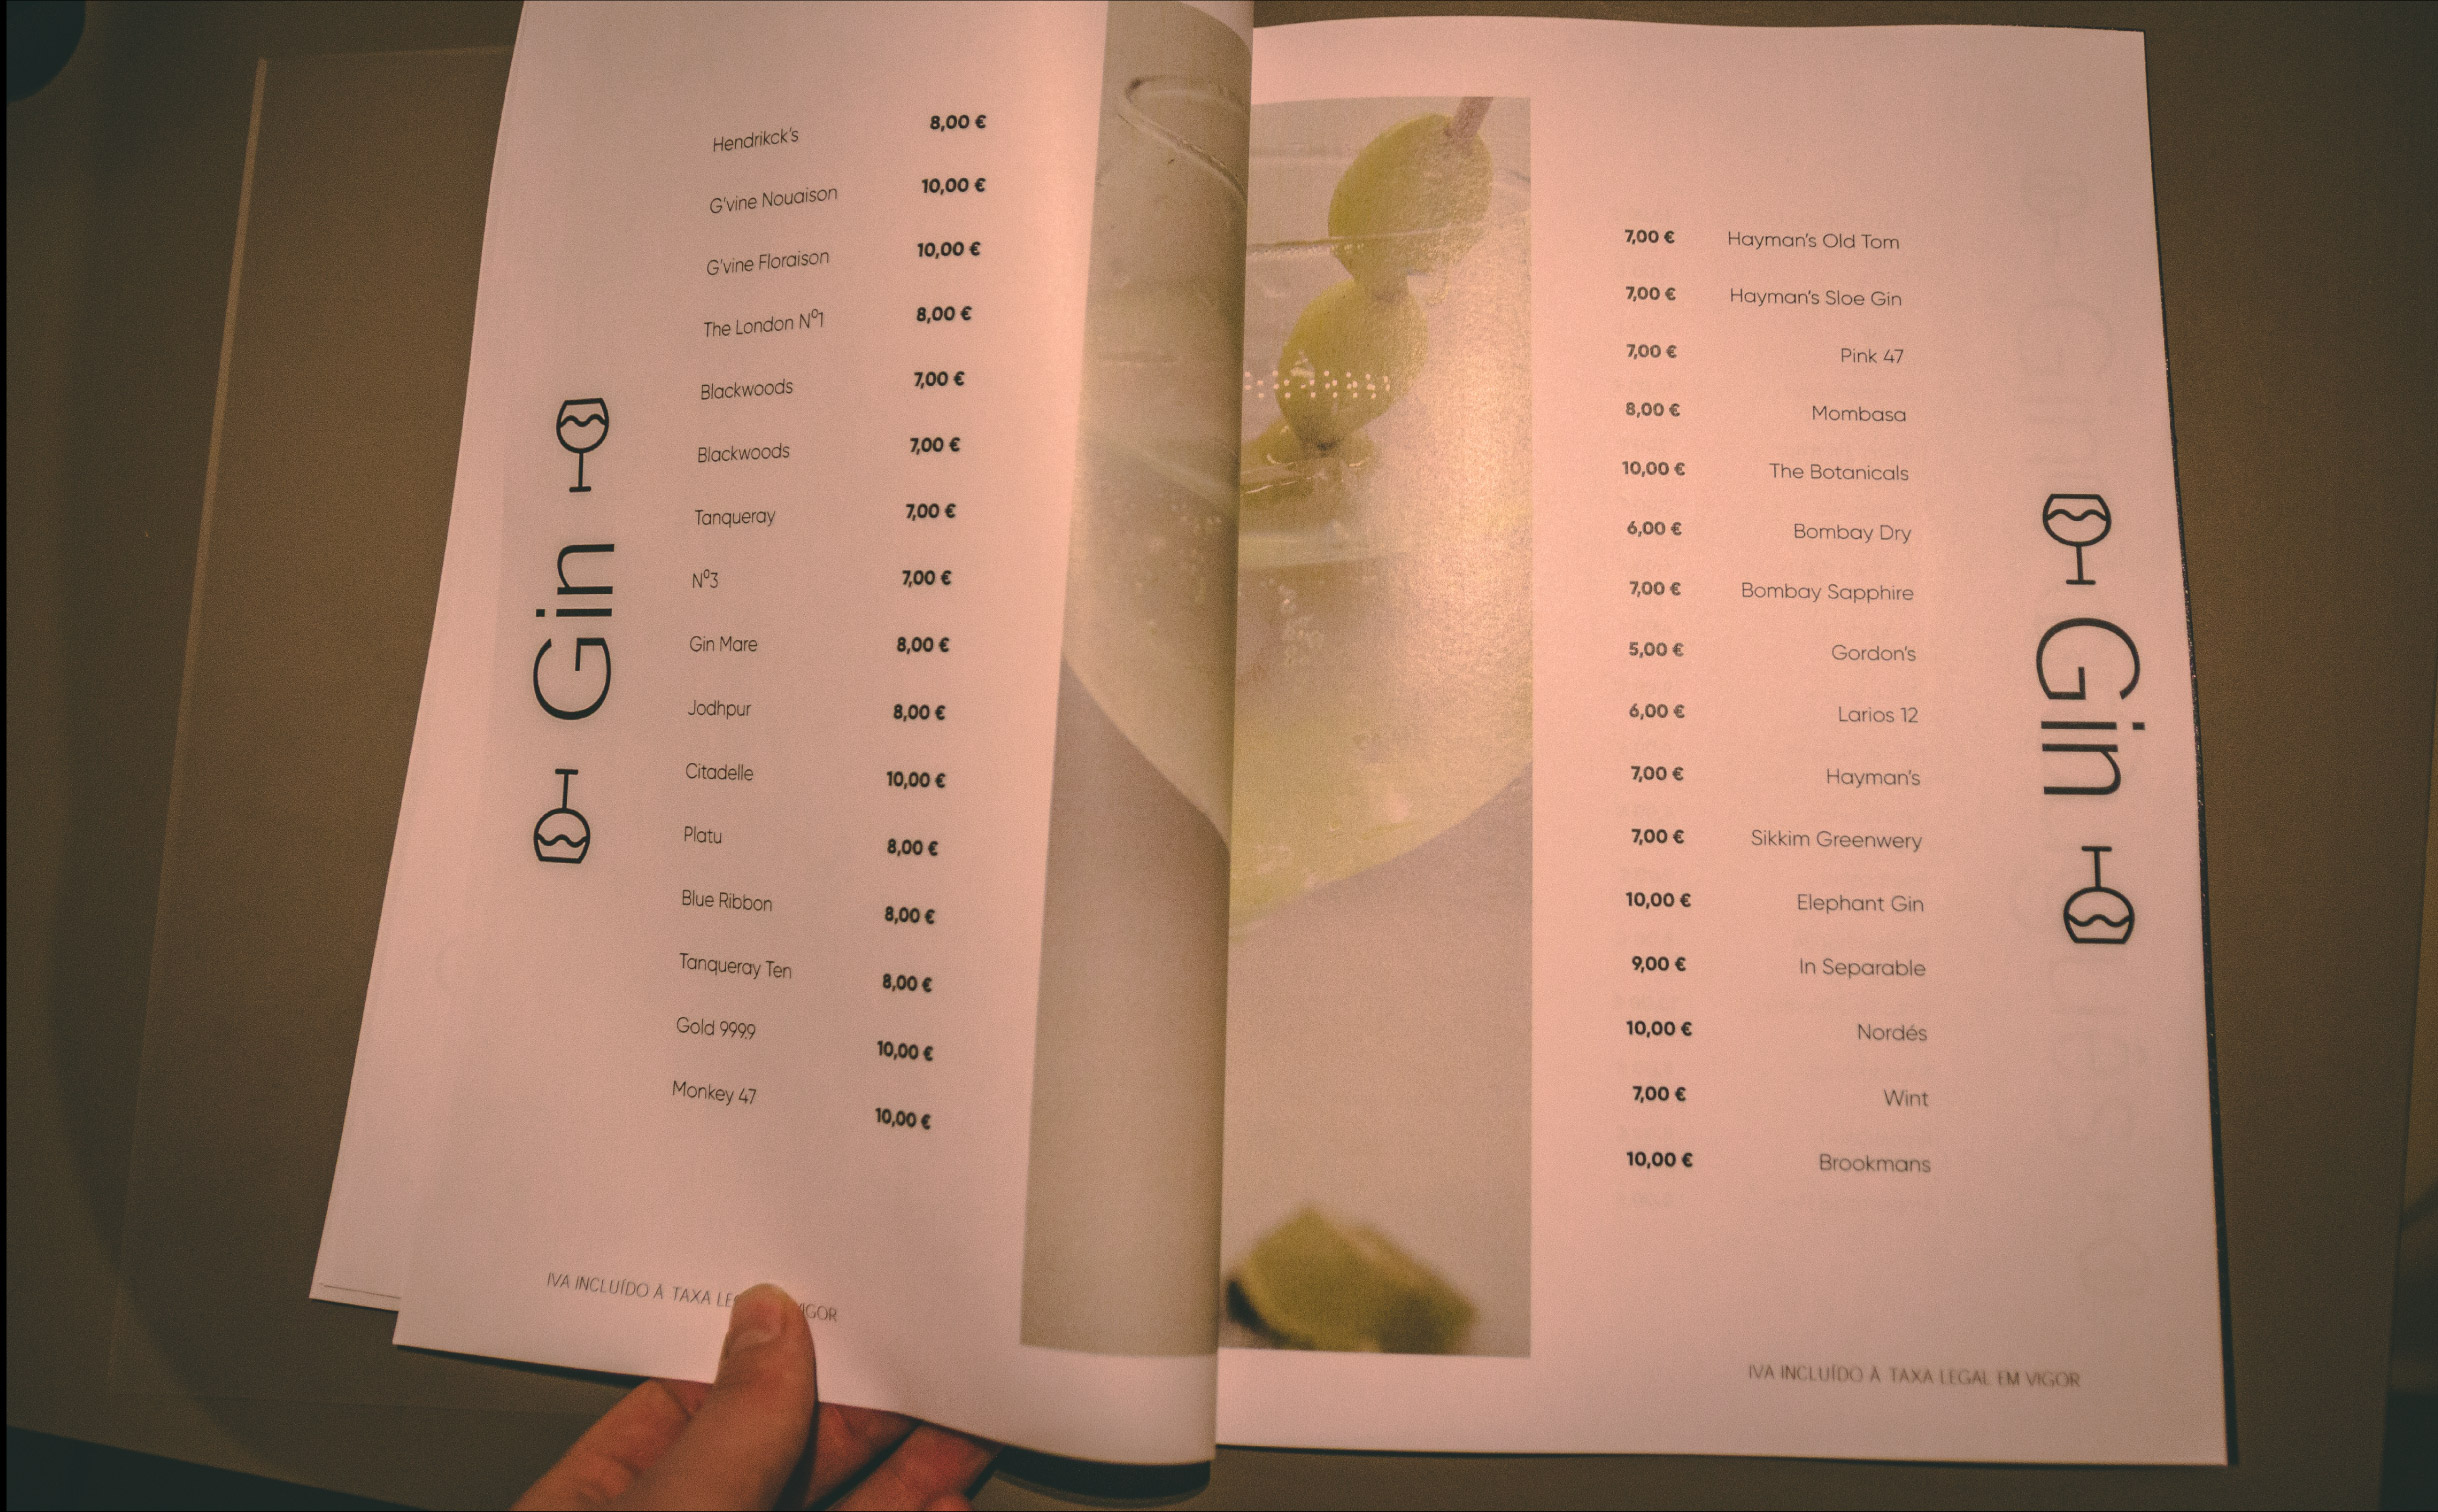 Gin
Hendrikck's 8,00 €
G'vine Nouaison 10,00 €
G'vine Floraison 10,00 €
The London Nº1 8,00 €
Blackwoods 7,00 €
Blackwoods 7,00 €
Tanqueray 7,00 €
Nº3 7,00 €
Gin Mare 8,00 €
Jodhpur 8,00 €
Citadelle 10,00 €
Platu 8,00 €
Blue Ribbon 8,00 €
Tanqueray Ten 8,00 €
Gold 999.9 10,00 €
Monkey 47 10,00 €
IVA INCLUÍDO À TAXA VIGOR
7,00 € Hayman's Old Tom
7,00 € Hayman's Sloe Gin
7,00 € Pink 47
8,00 € Mombasa
10,00 € The Botanicals
6,00 € Bombay Dry
7,00 € Bombay Sapphire
5,00 € Gordon's
6,00 € Larios 12
7,00 € Hayman's
7,00 € Sikkim Greenwery
10,00 € Elephant Gin
9,00 € In Separable
10,00 € Nordés
7,00 € Wint
10,00 € Brookmans
Gin
IVA INCLUÍDO À TAXA LEGAL EM VIGOR